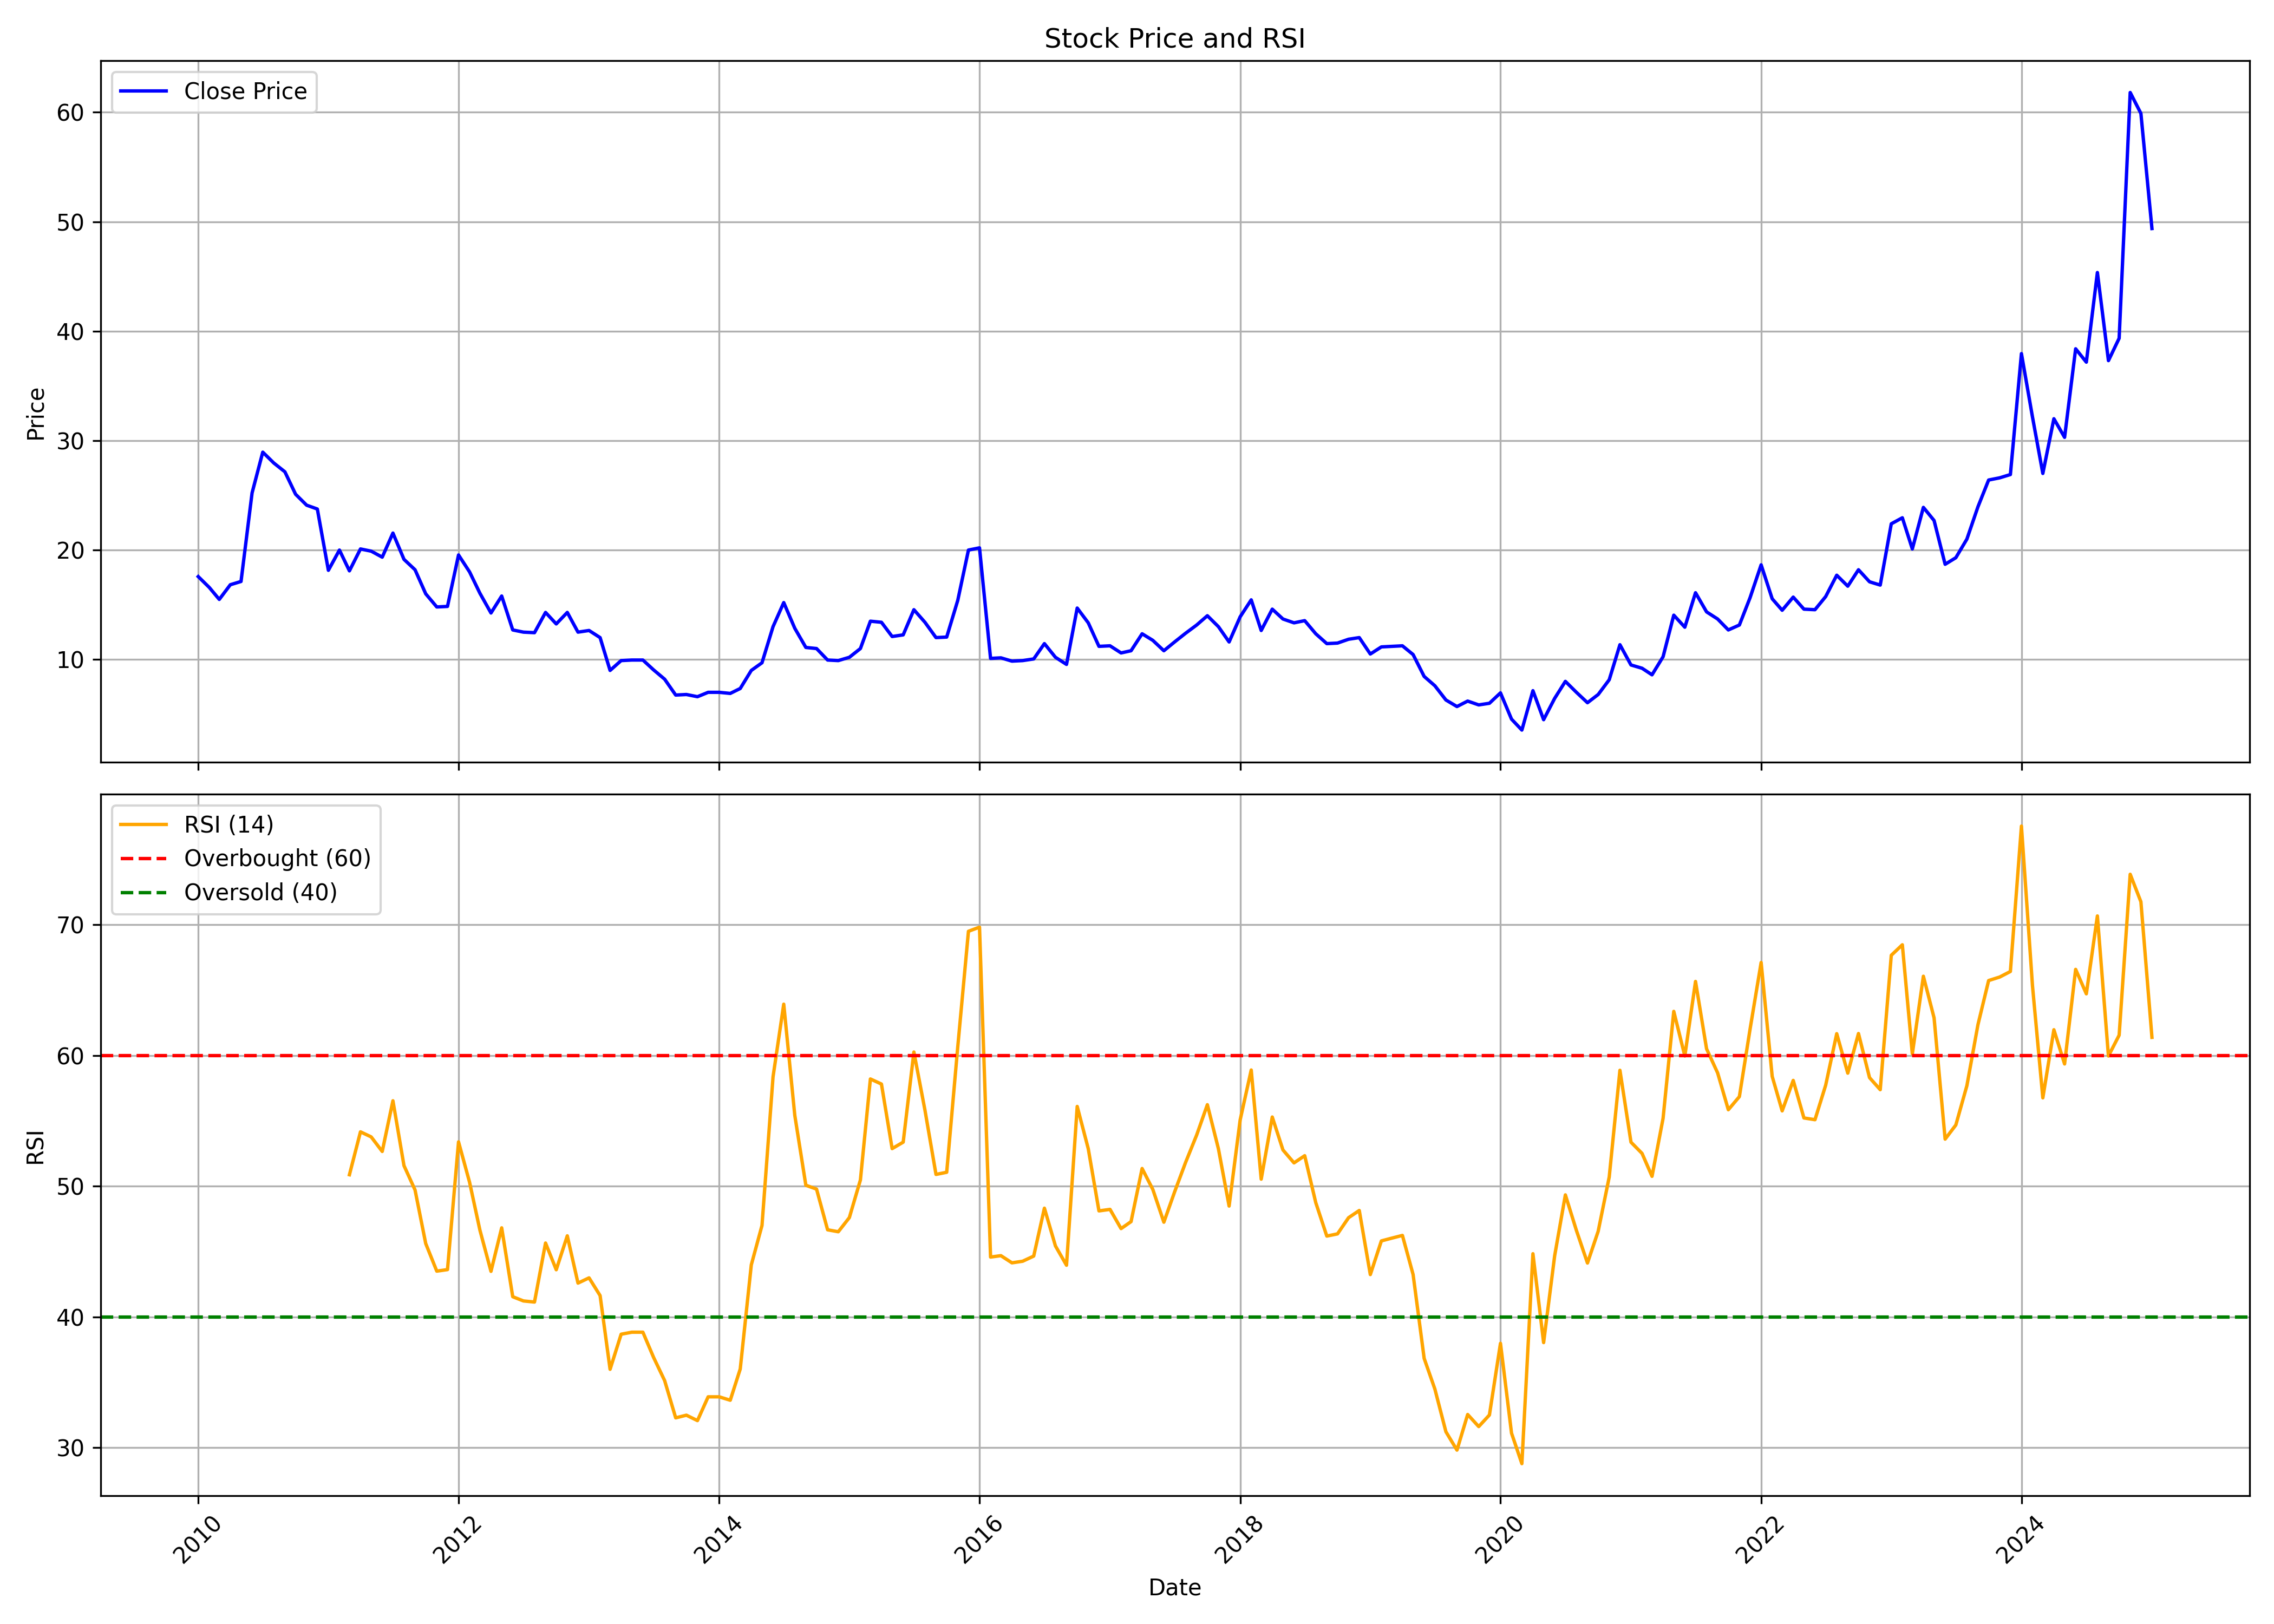 Stock Price and RSI
Close Price
60
50
40
30
20
10
Price
RSI (14)
Overbought (60)
Oversold (40)
70
60
50
40
30
RSI
2010
2012
2014
2016
2018
2020
2022
2024
Date